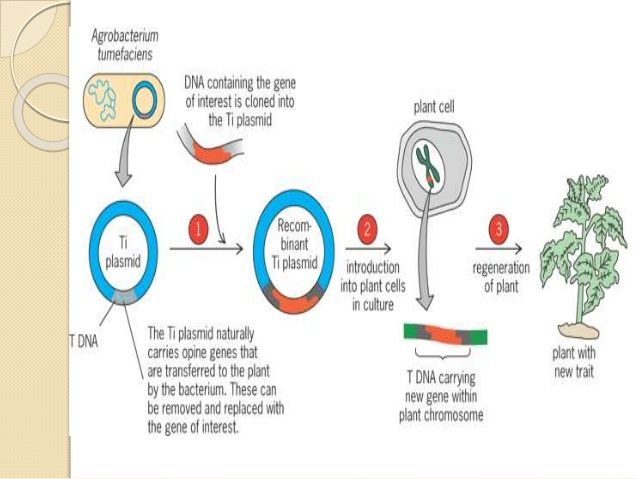 Agrobacterium
tumefaciens
DNA containing the gene
of interest is cloned into
the Ti plasmid
plant cell
Ti
plasmid
1
Recom-
binant
Ti plasmid
2
introduction
into plant cells
in culture
3
regeneration
of plant
T DNA
The Ti plasmid naturally
carries opine genes that
are transferred to the plant
by the bacterium. These can
be removed and replaced with
the gene of interest.
T DNA carrying
new gene within
plant chromosome
plant with
new trait